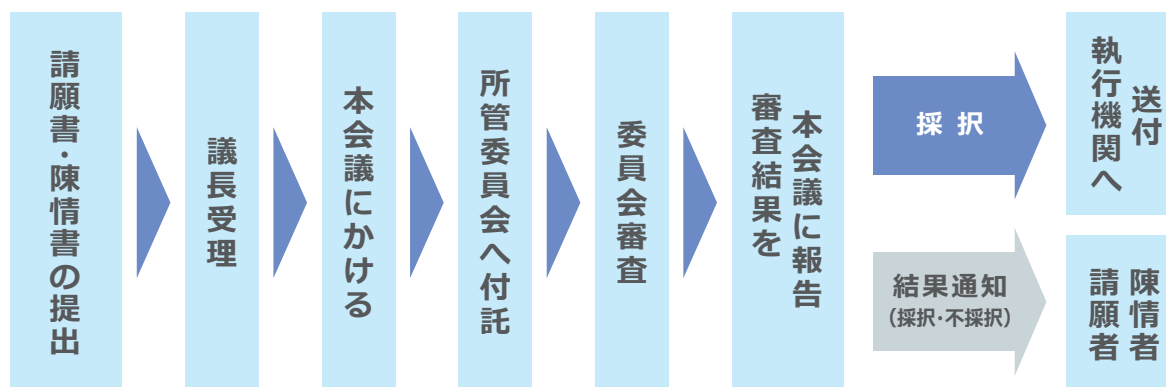 請願書・陳情書の提出
議長受理
本会議にかける
所管委員会へ付託
委員会審査
審査結果を
本会議に報告
採択
執行機関へ
送付
結果通知
（採択・不採択）
請願者
陳情者